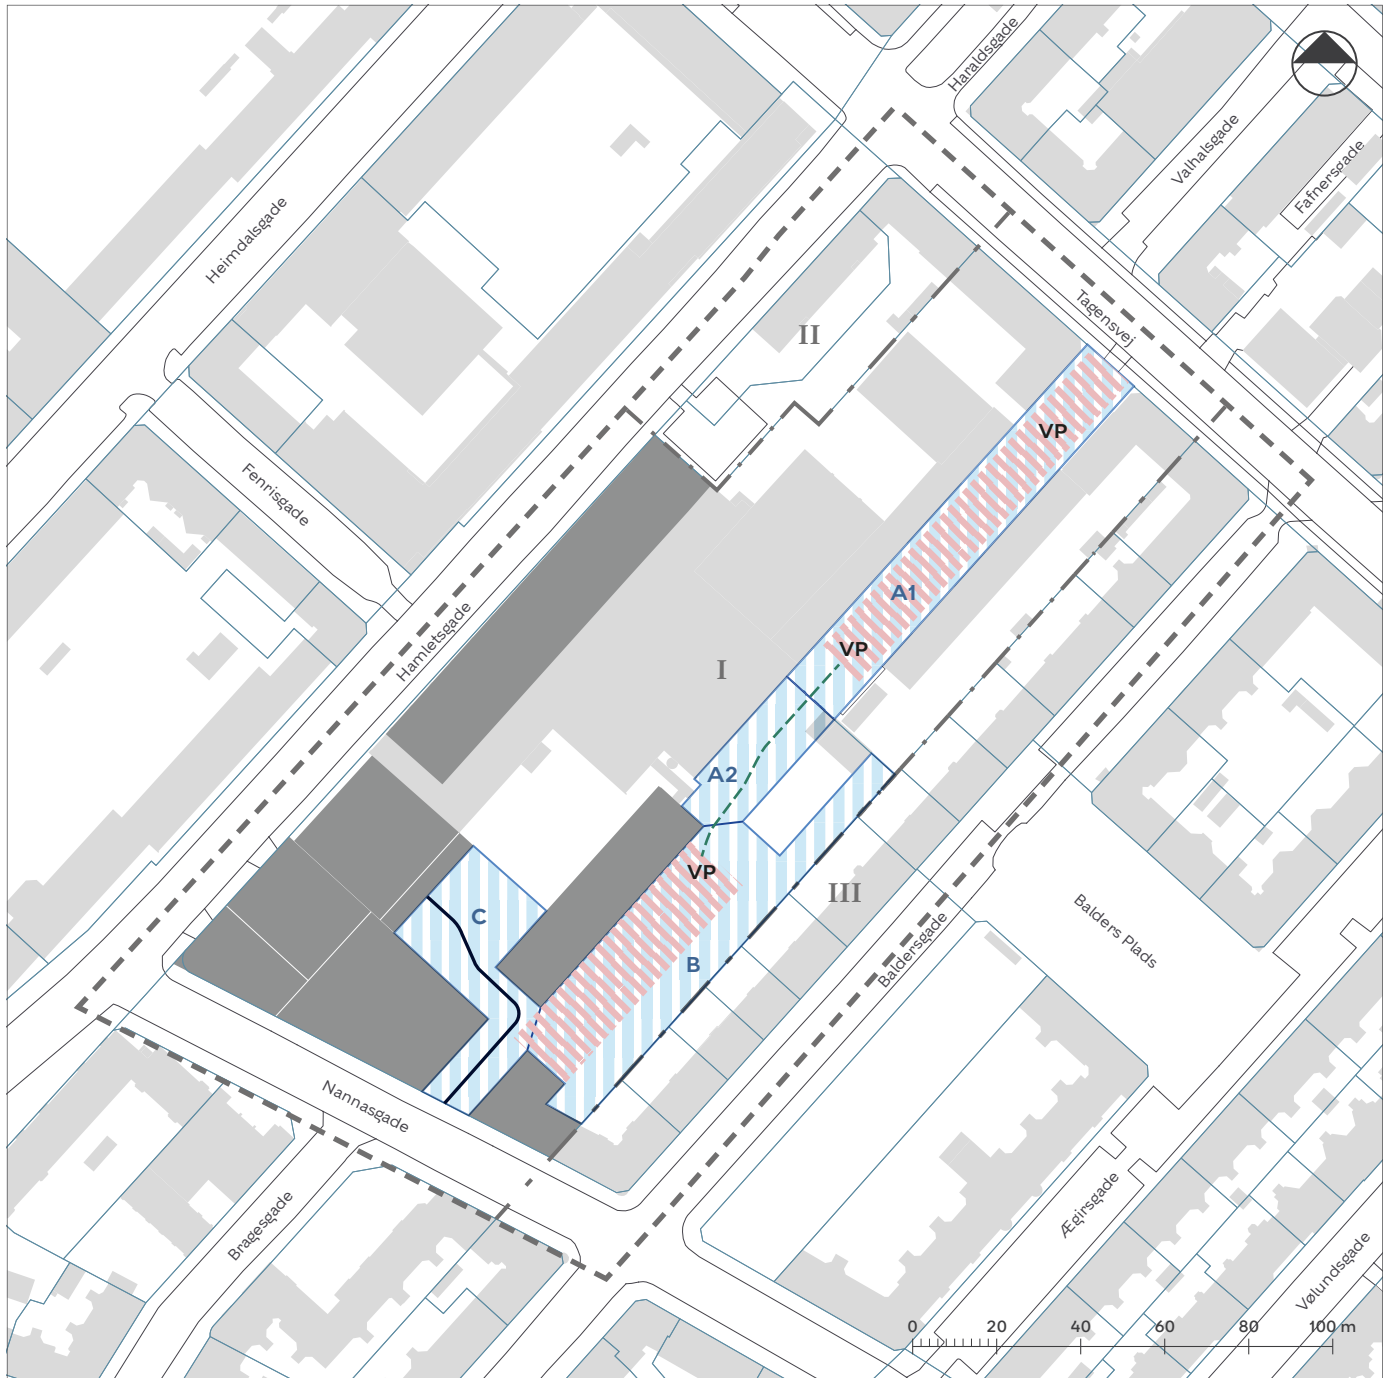 Haraldsgade
Valhalsgade
Fafnersgade
Heimdalsgade
Tagensvej
II
VP
Fenrisgade
A1
Hamletsgade
VP
I
A2
VP
III
C
Balders Plads
Baldersgade
B
Nannasgade
Bragesgade
Ægirsgade
Vølundsgade
0 20 40 60 80 100 m